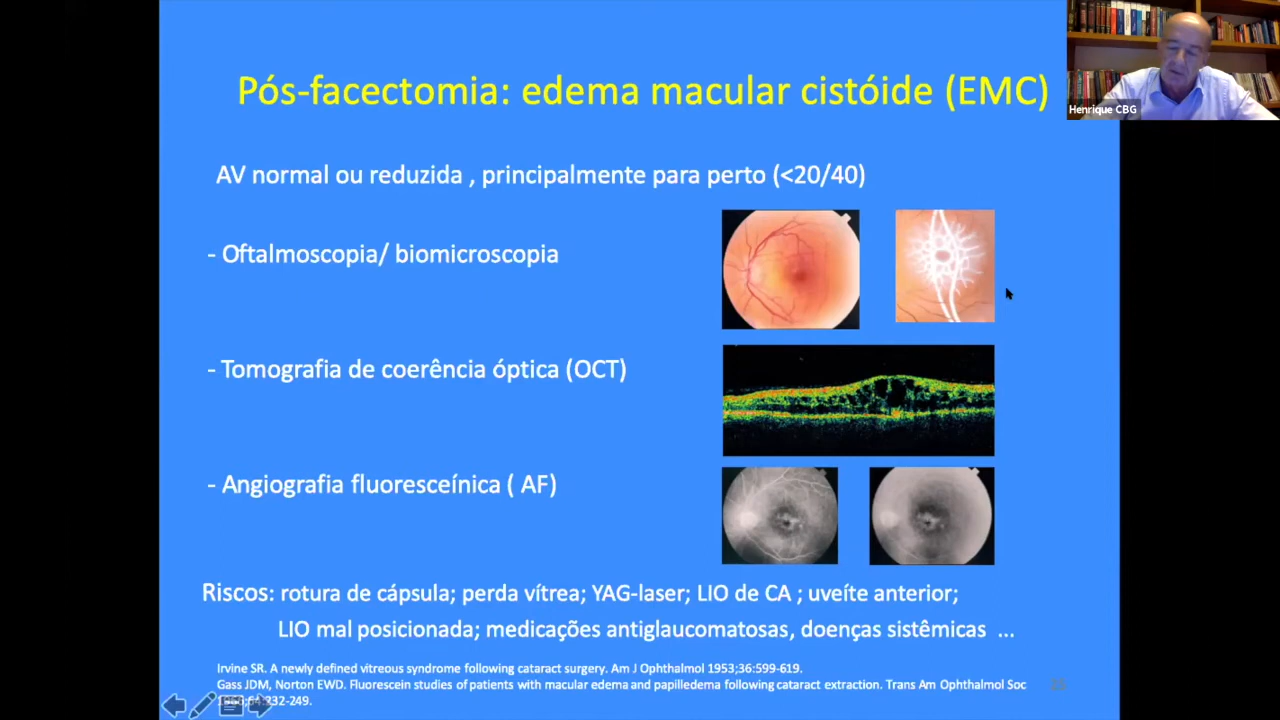 Pós-facectomia: edema macular cistóide (EMC)
Henrique CBG
AV normal ou reduzida , principalmente para perto (<20/40)
- Oftalmoscopia/ biomicroscopia
- Tomografia de coerência óptica (OCT)
- Angiografia fluoresceínica ( AF)
Riscos: rotura de cápsula; perda vítrea; YAG-laser; LIO de CA ; uveíte anterior;
LIO mal posicionada; medicações antiglaucomatosas, doenças sistêmicas ...
Irvine SR. A newly defined vitreous syndrome following cataract surgery. Am J Ophthalmol 1953;36:599-619.
Gass JDM, Norton EWD. Fluorescein studies of patients with macular edema and papilledema following cataract extraction. Trans Am Ophthalmol Soc
232-249.